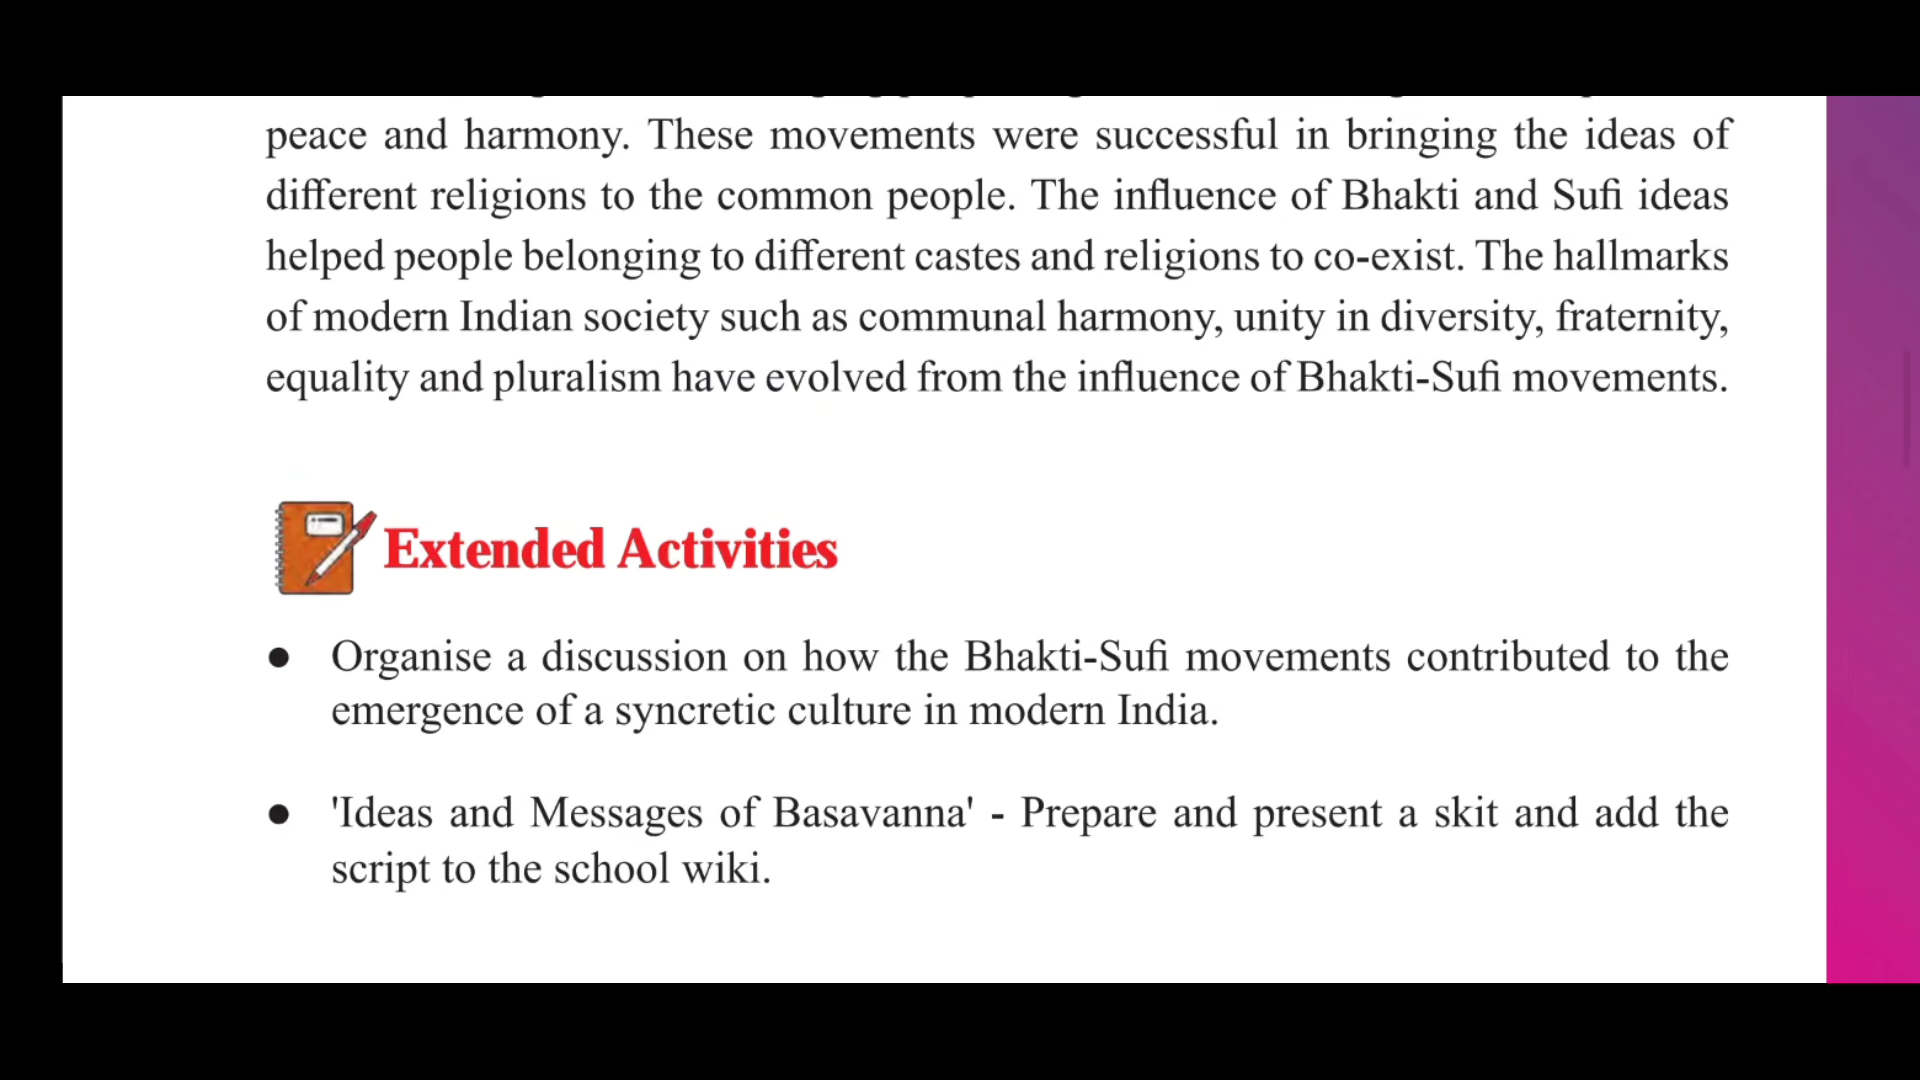 peace and harmony. These movements were successful in bringing the ideas of
different religions to the common people. The influence of Bhakti and Sufi ideas
helped people belonging to different castes and religions to co-exist. The hallmarks
of modern Indian society such as communal harmony, unity in diversity, fraternity,
equality and pluralism have evolved from the influence of Bhakti-Sufi movements.
Extended Activities
● Organise a discussion on how the Bhakti-Sufi movements contributed to the
emergence of a syncretic culture in modern India.
● 'Ideas and Messages of Basavanna' - Prepare and present a skit and add the
script to the school wiki.